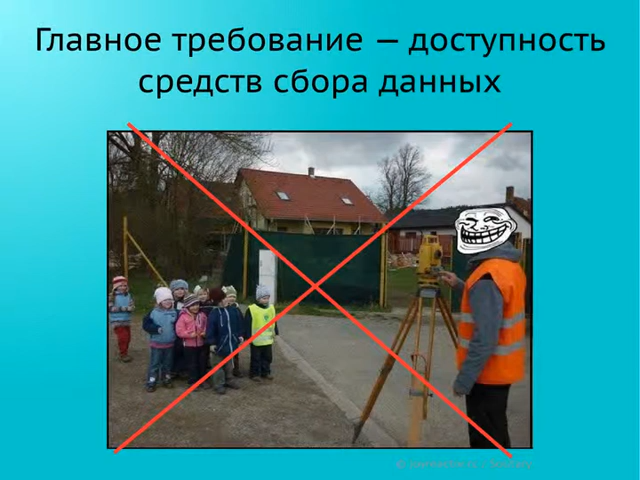 Главное требование — доступность
средств сбора данных